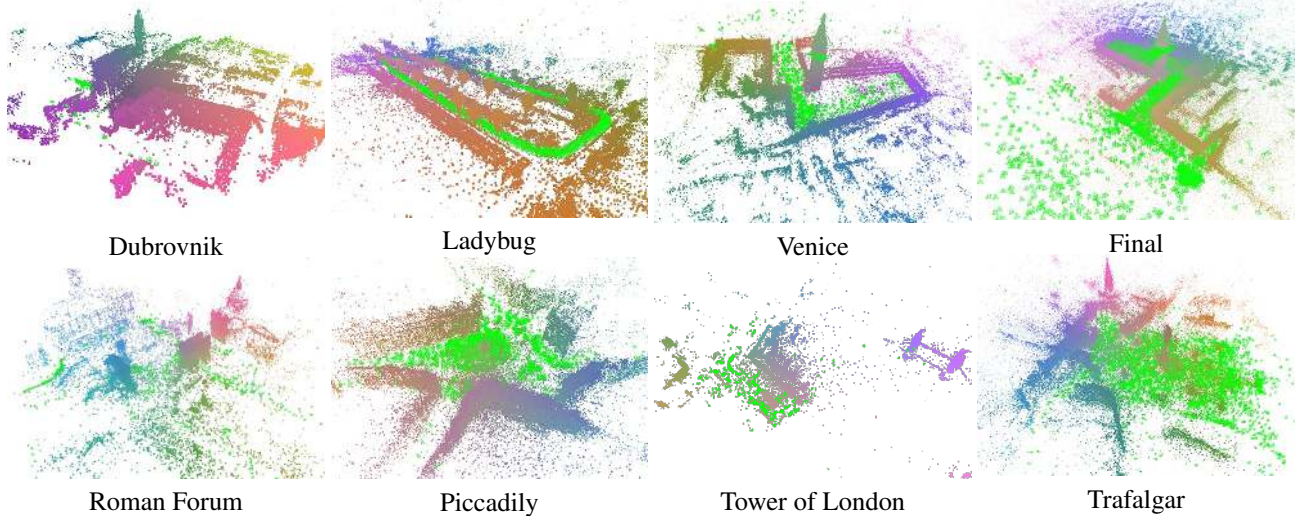 Dubrovnik
Ladybug
Venice
Final
Roman Forum
Piccadily
Tower of London
Trafalgar